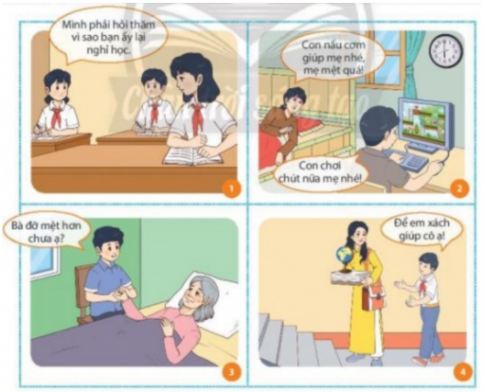 Mình phải hỏi thăm
vì sao bạn ấy lại
nghỉ học.
1
Con nấu cơm
giúp mẹ nhé,
mẹ mệt quá!
Con chơi
chút nữa mẹ nhé!
2
Bà đỡ mệt hơn
chưa ạ?
3
Để em xách
giúp cô ạ!
4